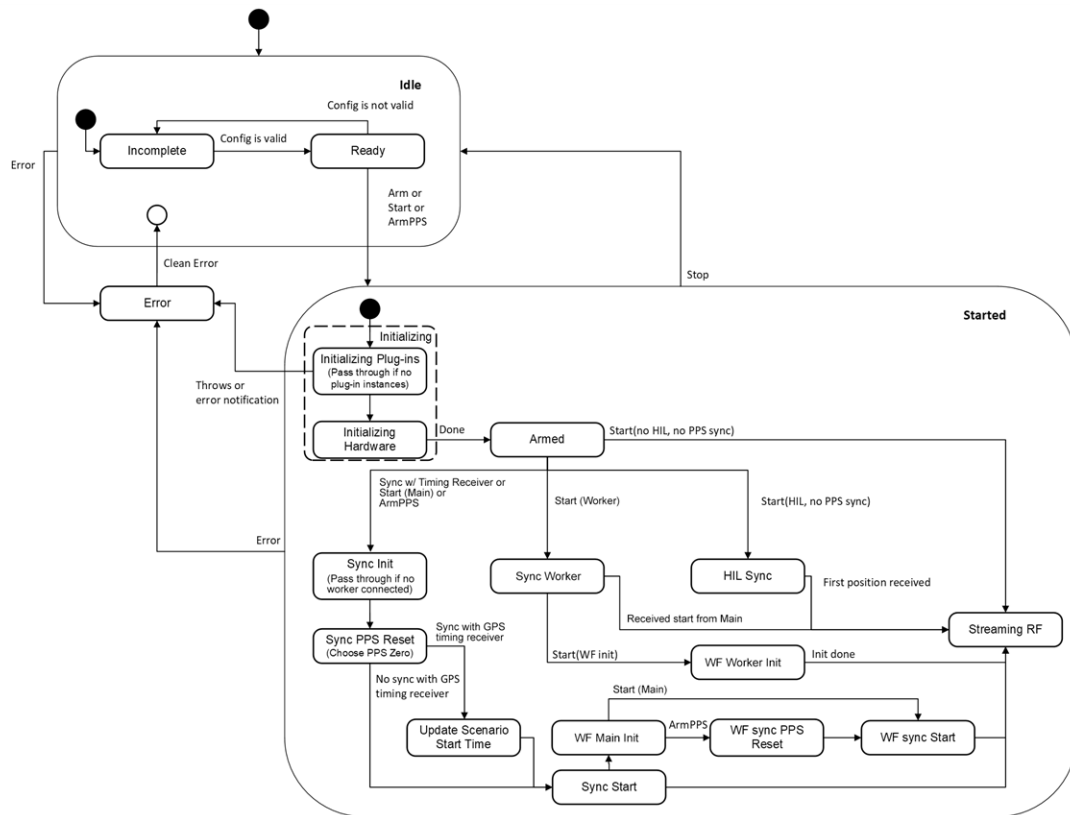 Idle
Config is not valid
Incomplete
Config is valid
Ready
Error
Arm or
Start or
ArmPPS
Clean Error
Error
Stop
Started
Initializing
Initializing Plug-ins
(Pass through if no
plug-in instances)
Throws or
error notification
Initializing
Hardware
Done
Armed
Start(no HIL, no PPS sync)
Sync w/ Timing Receiver or
Start (Main) or
ArmPPS
Start (Worker)
Start(HIL, no PPS sync)
Error
Sync Init
(Pass through if no
worker connected)
Sync Worker
HIL Sync
First position received
Received start from Main
Streaming RF
Sync PPS Reset
(Choose PPS Zero)
Sync with GPS
timing receiver
Start(WF init)
WF Worker Init
Init done
No sync with GPS
timing receiver
Start (Main)
Update Scenario
Start Time
WF Main Init
ArmPPS
WF sync PPS
Reset
WF sync Start
Sync Start